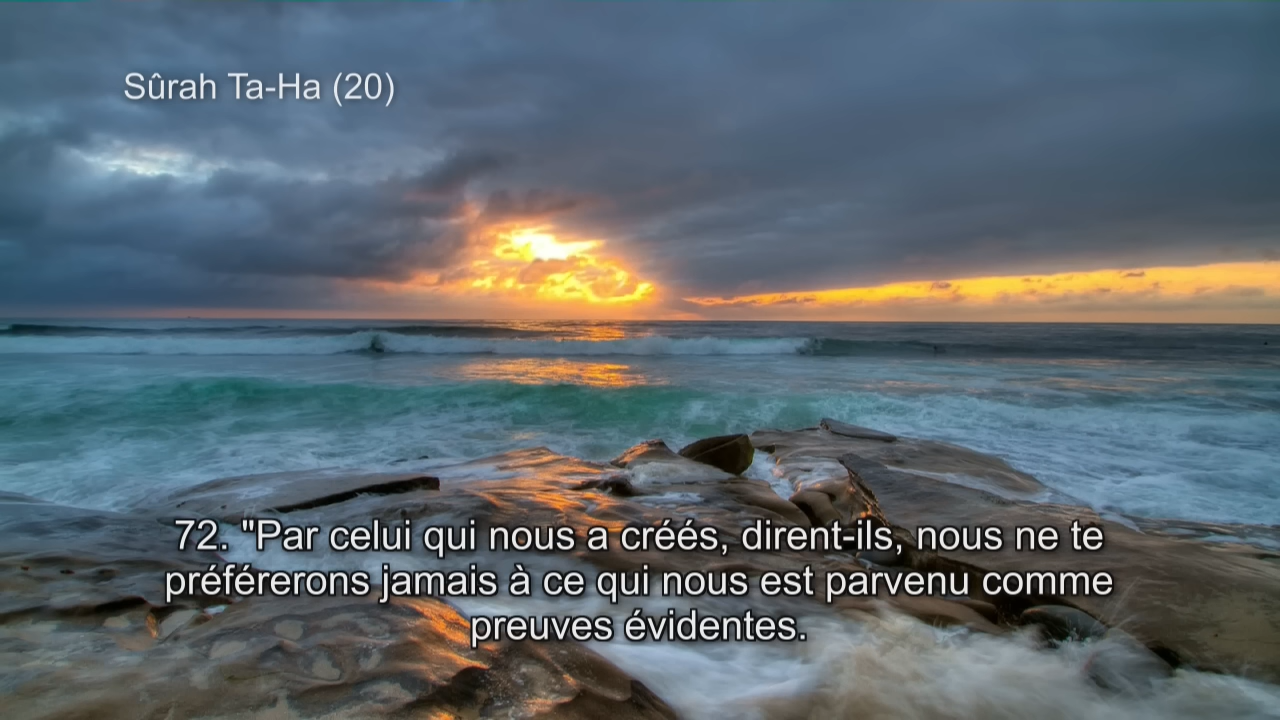 Sûrah Ta-Ha (20)
72. "Par celui qui nous a créés, dirent-ils, nous ne te
préférerons jamais à ce qui nous est parvenu comme
preuves évidentes.